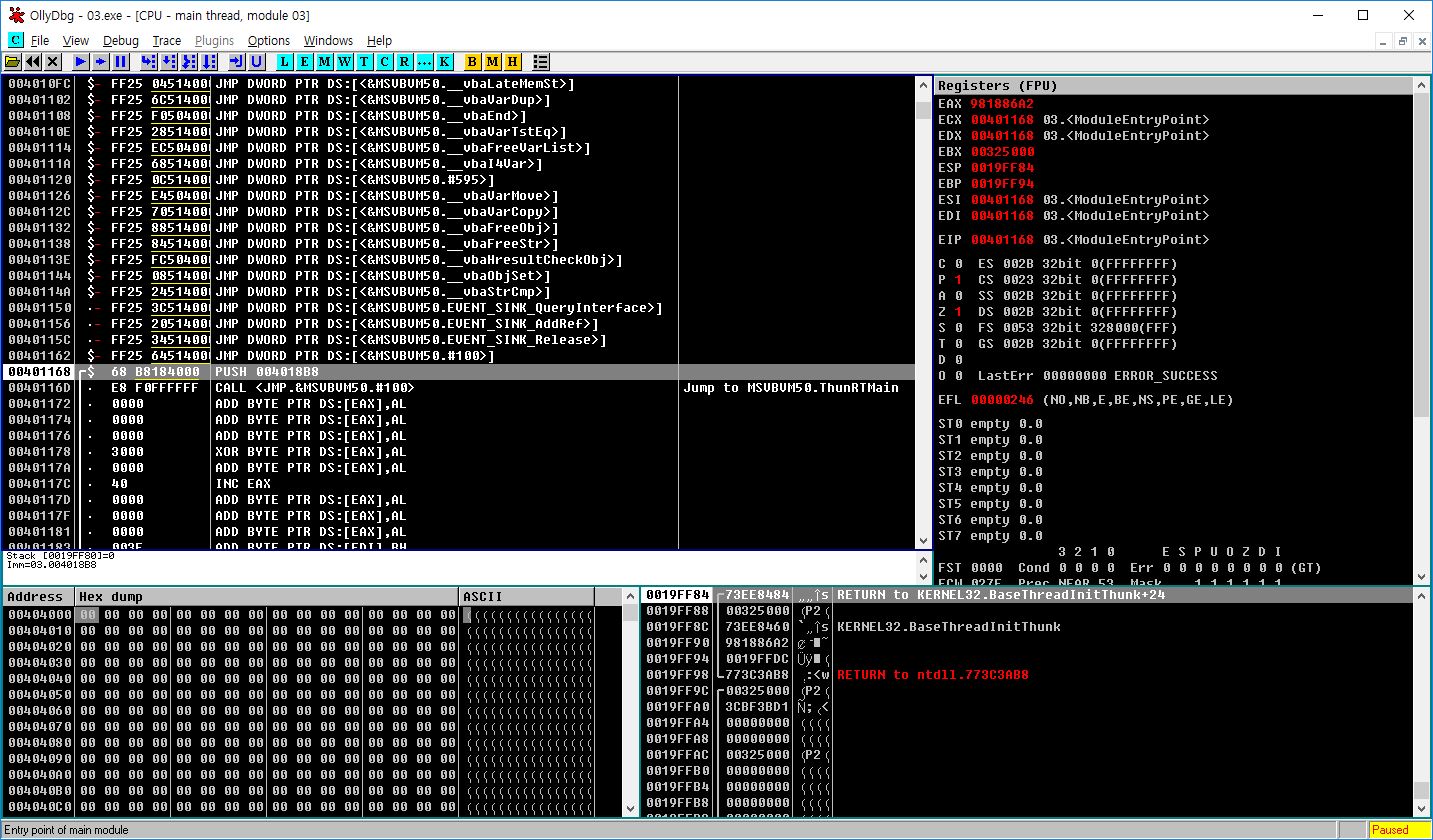 OllyDbg - 03.exe - [CPU - main thread, module 03]
C File View Debug Trace Plugins Options Windows Help
L E M W T C R ... K B M H
004010FC $- FF25 0451400 JMP DWORD PTR DS:[<&MSVBVM50.__vbaLateMemSt>]
00401102 $- FF25 6C51400 JMP DWORD PTR DS:[<&MSVBVM50.__vbaVarDup>]
00401108 $- FF25 F050400 JMP DWORD PTR DS:[<&MSVBVM50.__vbaEnd>]
0040110E $- FF25 2851400 JMP DWORD PTR DS:[<&MSVBVM50.__vbaVarTstEq>]
00401114 $- FF25 EC50400 JMP DWORD PTR DS:[<&MSVBVM50.__vbaFreeVarList>]
0040111A $- FF25 6851400 JMP DWORD PTR DS:[<&MSVBVM50.__vbaI4Var>]
00401120 $- FF25 0C51400 JMP DWORD PTR DS:[<&MSVBVM50.#595>]
00401126 $- FF25 E450400 JMP DWORD PTR DS:[<&MSVBVM50.__vbaVarMove>]
0040112C $- FF25 7051400 JMP DWORD PTR DS:[<&MSVBVM50.__vbaVarCopy>]
00401132 $- FF25 8851400 JMP DWORD PTR DS:[<&MSVBVM50.__vbaFreeObj>]
00401138 $- FF25 8451400 JMP DWORD PTR DS:[<&MSVBVM50.__vbaFreeStr>]
0040113E $- FF25 FC50400 JMP DWORD PTR DS:[<&MSVBVM50.__vbaHresultCheckObj>]
00401144 $- FF25 0851400 JMP DWORD PTR DS:[<&MSVBVM50.__vbaObjSet>]
0040114A $- FF25 2451400 JMP DWORD PTR DS:[<&MSVBVM50.__vbaStrCmp>]
00401150 .- FF25 3C51400 JMP DWORD PTR DS:[<&MSVBVM50.EVENT_SINK_QueryInterface>]
00401156 .- FF25 2051400 JMP DWORD PTR DS:[<&MSVBVM50.EVENT_SINK_AddRef>]
0040115C .- FF25 3451400 JMP DWORD PTR DS:[<&MSVBVM50.EVENT_SINK_Release>]
00401162 $- FF25 6451400 JMP DWORD PTR DS:[<&MSVBVM50.#100>]
00401168 $ 68 B8184000 PUSH 004018B8
0040116D . E8 F0FFFFFF CALL <JMP.&MSVBVM50.#100> Jump to MSVBVM50.ThunRTMain
00401172 . 0000 ADD BYTE PTR DS:[EAX],AL
00401174 . 0000 ADD BYTE PTR DS:[EAX],AL
00401176 . 0000 ADD BYTE PTR DS:[EAX],AL
00401178 . 3000 XOR BYTE PTR DS:[EAX],AL
0040117A . 0000 ADD BYTE PTR DS:[EAX],AL
0040117C . 40 INC EAX
0040117D . 0000 ADD BYTE PTR DS:[EAX],AL
0040117F . 0000 ADD BYTE PTR DS:[EAX],AL
00401181 . 0000 ADD BYTE PTR DS:[EAX],AL
Stack [0019FF80]=0
Imm=03.004018B8
Registers (FPU)
EAX 981886A2
ECX 00401168 03.<ModuleEntryPoint>
EDX 00401168 03.<ModuleEntryPoint>
EBX 00325000
ESP 0019FF84
EBP 0019FF94
ESI 00401168 03.<ModuleEntryPoint>
EDI 00401168 03.<ModuleEntryPoint>
EIP 00401168 03.<ModuleEntryPoint>
C 0 ES 002B 32bit 0(FFFFFFFF)
P 1 CS 0023 32bit 0(FFFFFFFF)
A 0 SS 002B 32bit 0(FFFFFFFF)
Z 1 DS 002B 32bit 0(FFFFFFFF)
S 0 FS 0053 32bit 328000(FFF)
T 0 GS 002B 32bit 0(FFFFFFFF)
D 0
O 0 LastErr 00000000 ERROR_SUCCESS
EFL 00000246 (NO,NB,E,BE,NS,PE,GE,LE)
ST0 empty 0.0
ST1 empty 0.0
ST2 empty 0.0
ST3 empty 0.0
ST4 empty 0.0
ST5 empty 0.0
ST6 empty 0.0
ST7 empty 0.0
3 2 1 0 E S P U O Z D I
FST 0000 Cond 0 0 0 0 Err 0 0 0 0 0 0 0 0 (GT)
FCW 027F Prec NEAR,53 Mask 1 1 1 1 1 1
Address Hex dump ASCII
00404000 00 00 00 00 00 00 00 00 00 00 00 00 00 00 00 00
00404010 00 00 00 00 00 00 00 00 00 00 00 00 00 00 00 00
00404020 00 00 00 00 00 00 00 00 00 00 00 00 00 00 00 00
00404030 00 00 00 00 00 00 00 00 00 00 00 00 00 00 00 00
00404040 00 00 00 00 00 00 00 00 00 00 00 00 00 00 00 00
00404050 00 00 00 00 00 00 00 00 00 00 00 00 00 00 00 00
00404060 00 00 00 00 00 00 00 00 00 00 00 00 00 00 00 00
00404070 00 00 00 00 00 00 00 00 00 00 00 00 00 00 00 00
00404080 00 00 00 00 00 00 00 00 00 00 00 00 00 00 00 00
00404090 00 00 00 00 00 00 00 00 00 00 00 00 00 00 00 00
004040A0 00 00 00 00 00 00 00 00 00 00 00 00 00 00 00 00
004040B0 00 00 00 00 00 00 00 00 00 00 00 00 00 00 00 00
004040C0 00 00 00 00 00 00 00 00 00 00 00 00 00 00 00 00
0019FF84 73EE8484 „„îs RETURN to KERNEL32.BaseThreadInitThunk+24
0019FF88 00325000 (P2(
0019FF8C 73EE8460 `„îs KERNEL32.BaseThreadInitThunk
0019FF90 981886A2
0019FF94 0019FFDC
0019FF98 773C3AB8 ¸:<w RETURN to ntdll.773C3AB8
0019FF9C 00325000 (P2(
0019FFA0 3CBF3BD1 Ñ;¿<
0019FFA4 00000000 ((((
0019FFA8 00000000 ((((
0019FFAC 00325000 (P2(
0019FFB0 00000000 ((((
0019FFB4 00000000 ((((
0019FFB8 00000000 ((((
Entry point of main module
Paused